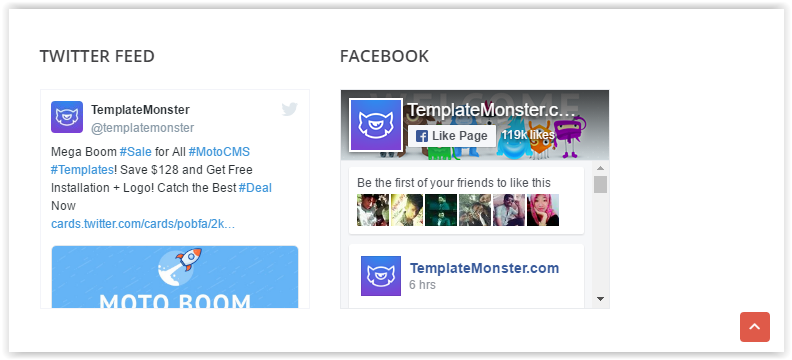 TWITTER FEED
TemplateMonster
@templatemonster
Mega Boom #Sale for All #MotoCMS
#Templates! Save $128 and Get Free
Installation + Logo! Catch the Best #Deal
Now
cards.twitter.com/cards/pobfa/2k…
MOTO BOOM
FACEBOOK
WELCOME
TemplateMonster.c...
Like Page
119k likes
Be the first of your friends to like this
TemplateMonster.com
6 hrs